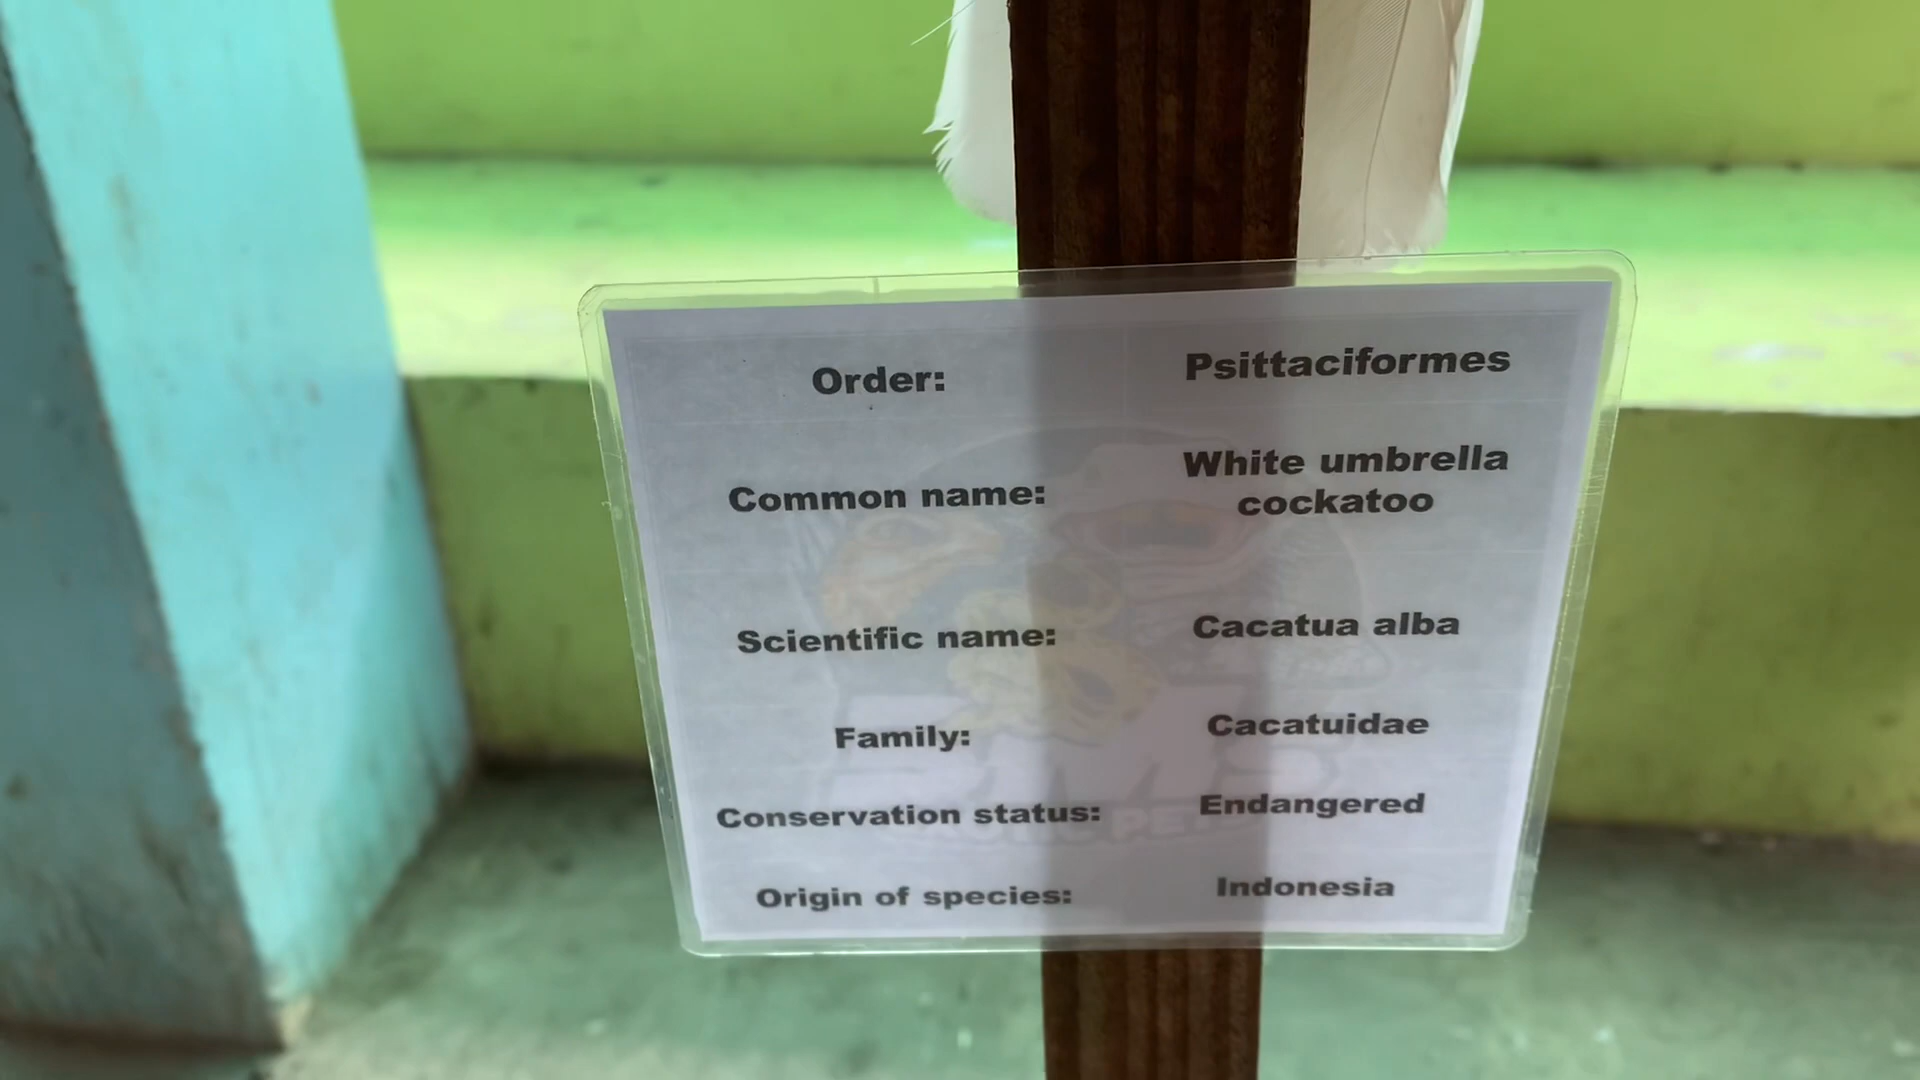 Order: Psittaciformes
Common name: White umbrella
cockatoo
Scientific name: Cacatua alba
Family: Cacatuidae
Conservation status: Endangered
Origin of species: Indonesia